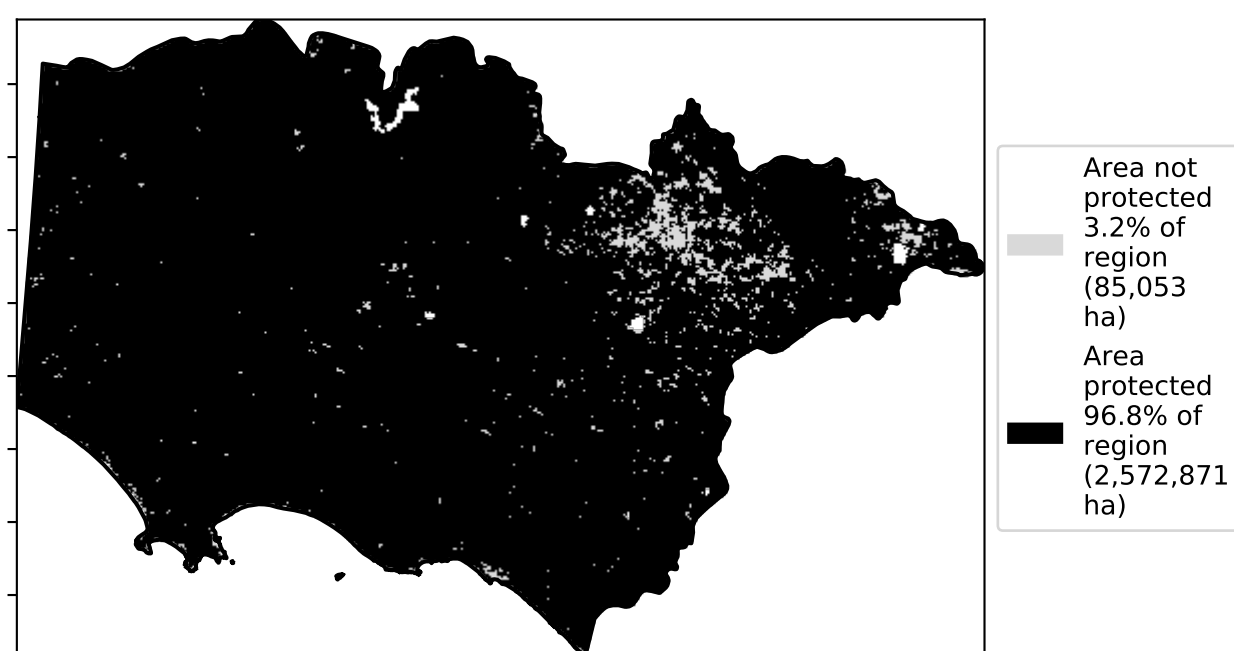 Area not
protected
3.2% of
region
(85,053
ha)
Area
protected
96.8% of
region
(2,572,871
ha)